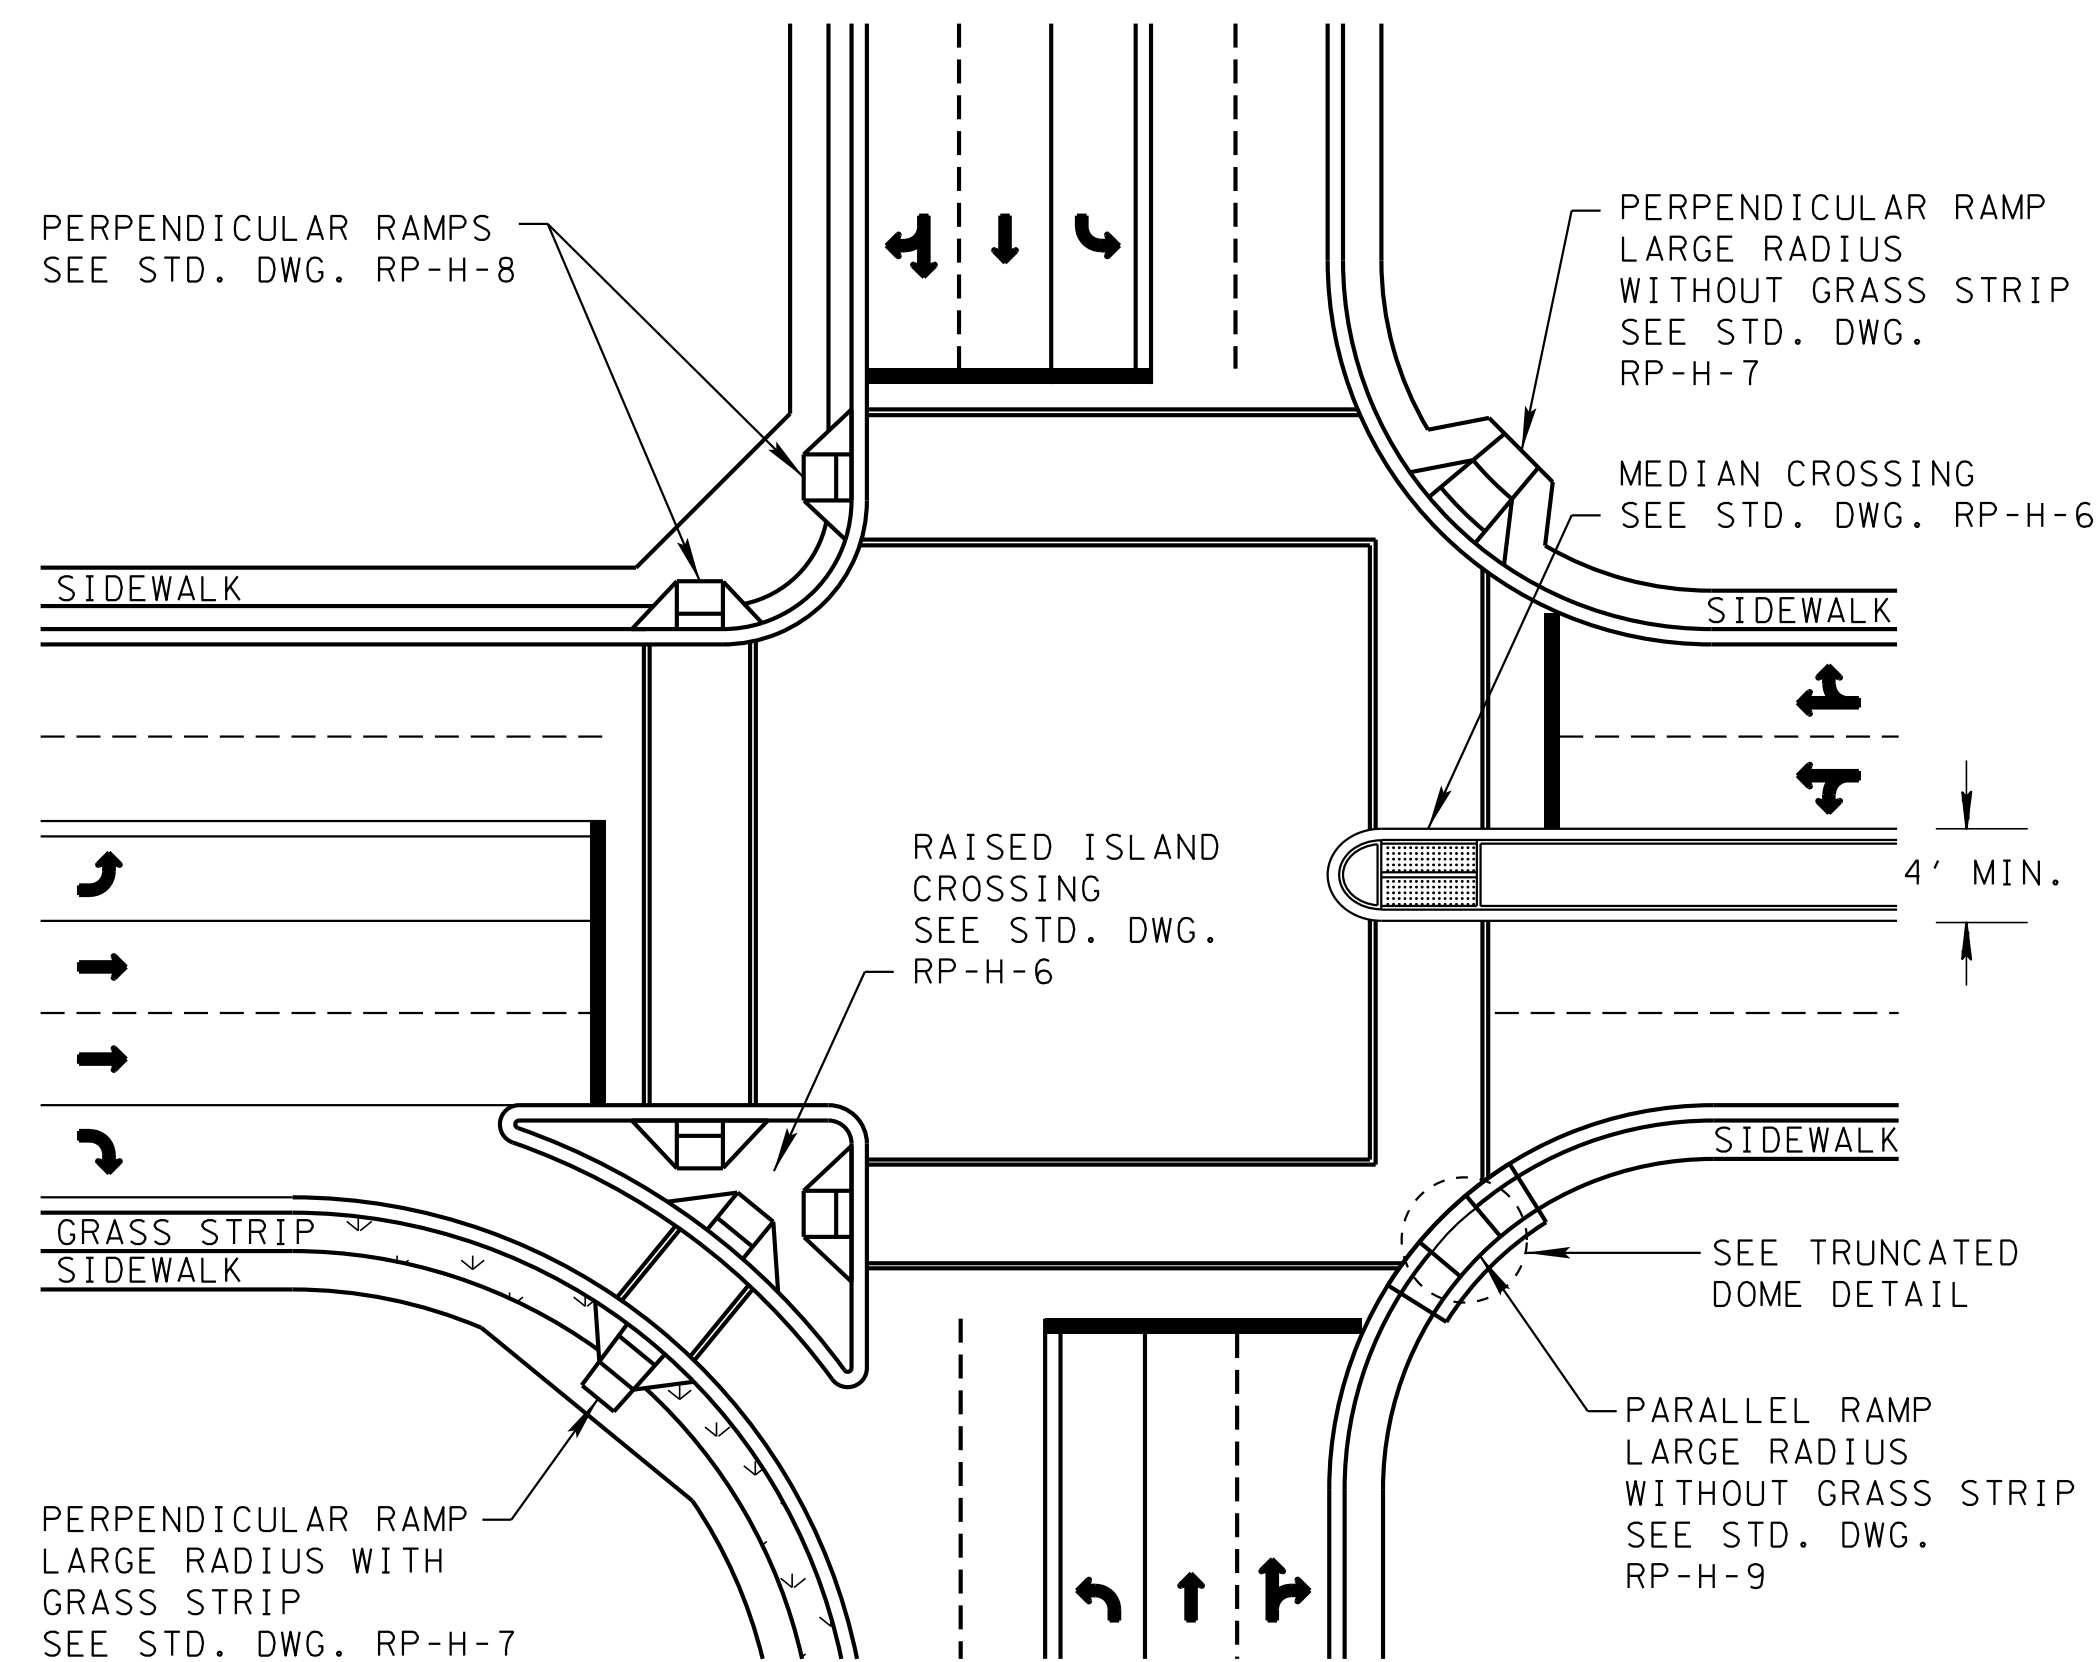 PERPENDICULAR RAMPS
SEE STD. DWG. RP-H-8
PERPENDICULAR RAMP
LARGE RADIUS
WITHOUT GRASS STRIP
SEE STD. DWG.
RP-H-7
MEDIAN CROSSING
SEE STD. DWG. RP-H-6
SIDEWALK
SIDEWALK
RAISED ISLAND
CROSSING
SEE STD. DWG.
RP-H-6
4' MIN.
SIDEWALK
GRASS STRIP
SIDEWALK
SEE TRUNCATED
DOME DETAIL
PARALLEL RAMP
LARGE RADIUS
WITHOUT GRASS STRIP
SEE STD. DWG.
RP-H-9
PERPENDICULAR RAMP
LARGE RADIUS WITH
GRASS STRIP
SEE STD. DWG. RP-H-7